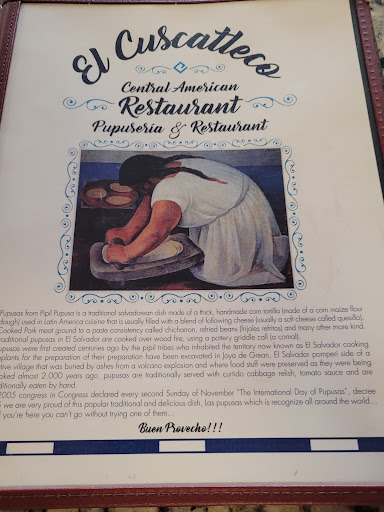 El Cuscatleco
Central American
Restaurant
Pupusería & Restaurant
Pupusas from Pipil Pupusa is a traditional salvadorean dish made of a thick, handmade corn tortilla (made of a corn maize flour
dough) used in Latin America cuisine that is usually filled with a blend of following cheese (usually a soft cheese called quesillo),
Cooked Pork meat ground to paste consistency called chicharron, refried beans (frijoles refritos) and many other more kind.
traditional pupusas in El Salvador are cooked over wood fire, using a pottery griddle call (a comal).
pupusas were first created centuries ago by the pipil tribes who inhabited the territory now known as El Salvador cooking
plants for the preparation of their preparation have been excavated in Joya de Grean, El Salvador pomperi side of a
tive village that was buried by ashes from a volcano explosion and where food stuff were preserved as they were being
oked almost 2.000 years ago, pupusas are traditionally served with curtido cabbage relish, tomato sauce and are
ditionally eaten by hand.
2005 congress in Congress declared every second Sunday of November "The International Day of Pupusas", decree
we are very proud of this popular traditional and delicious dish, Las pupusas which is recognize all around the world...
f you're here you can't go without trying one of them...
Buen Provecho!!!